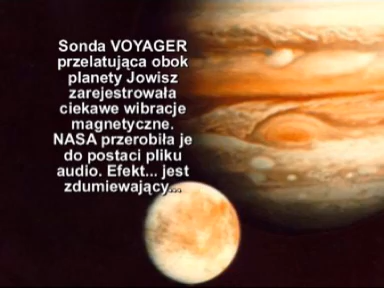 Sonda VOYAGER
przelatująca obok
planety Jowisz
zarejestrowała
ciekawe wibracje
magnetyczne.
NASA przerobiła je
do postaci pliku
audio. Efekt... jest
zdumiewający...